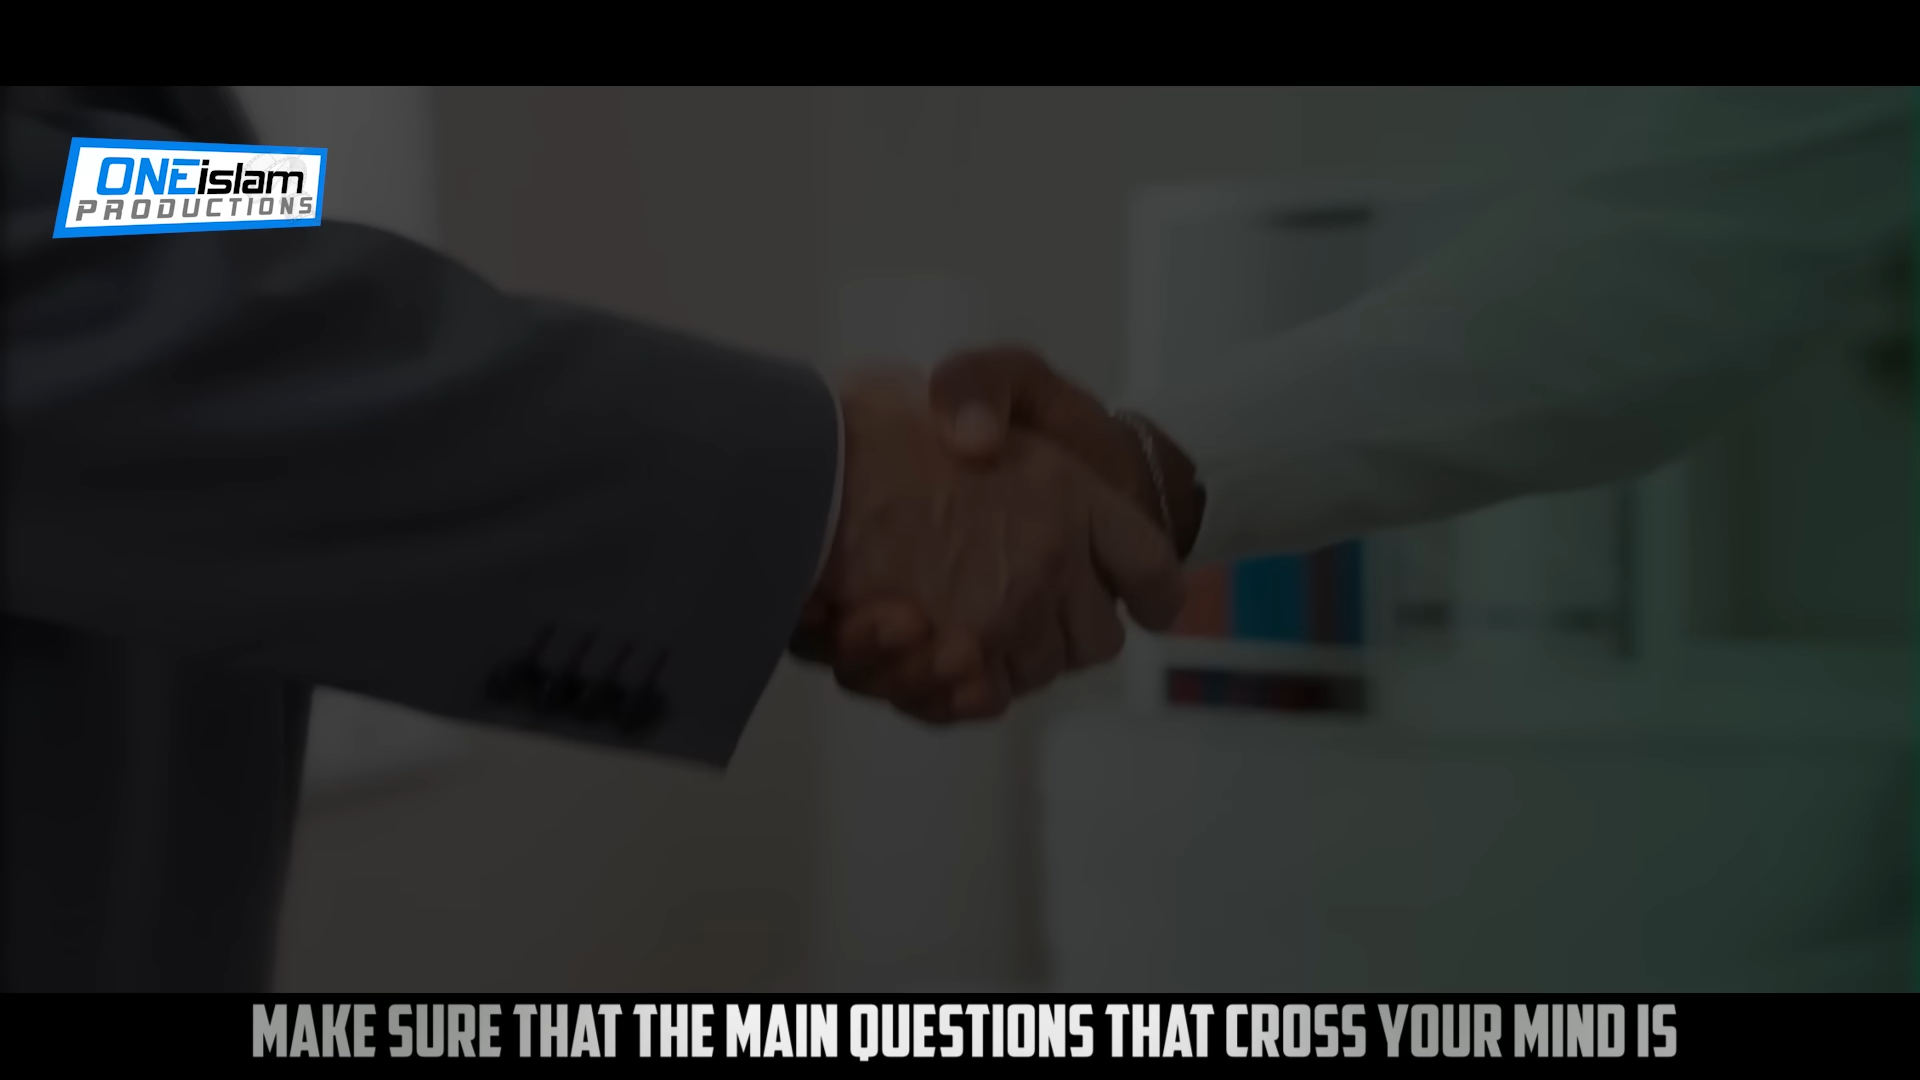 ONEislam
PRODUCTIONS
MAKE SURE THAT THE MAIN QUESTIONS THAT CROSS YOUR MIND IS